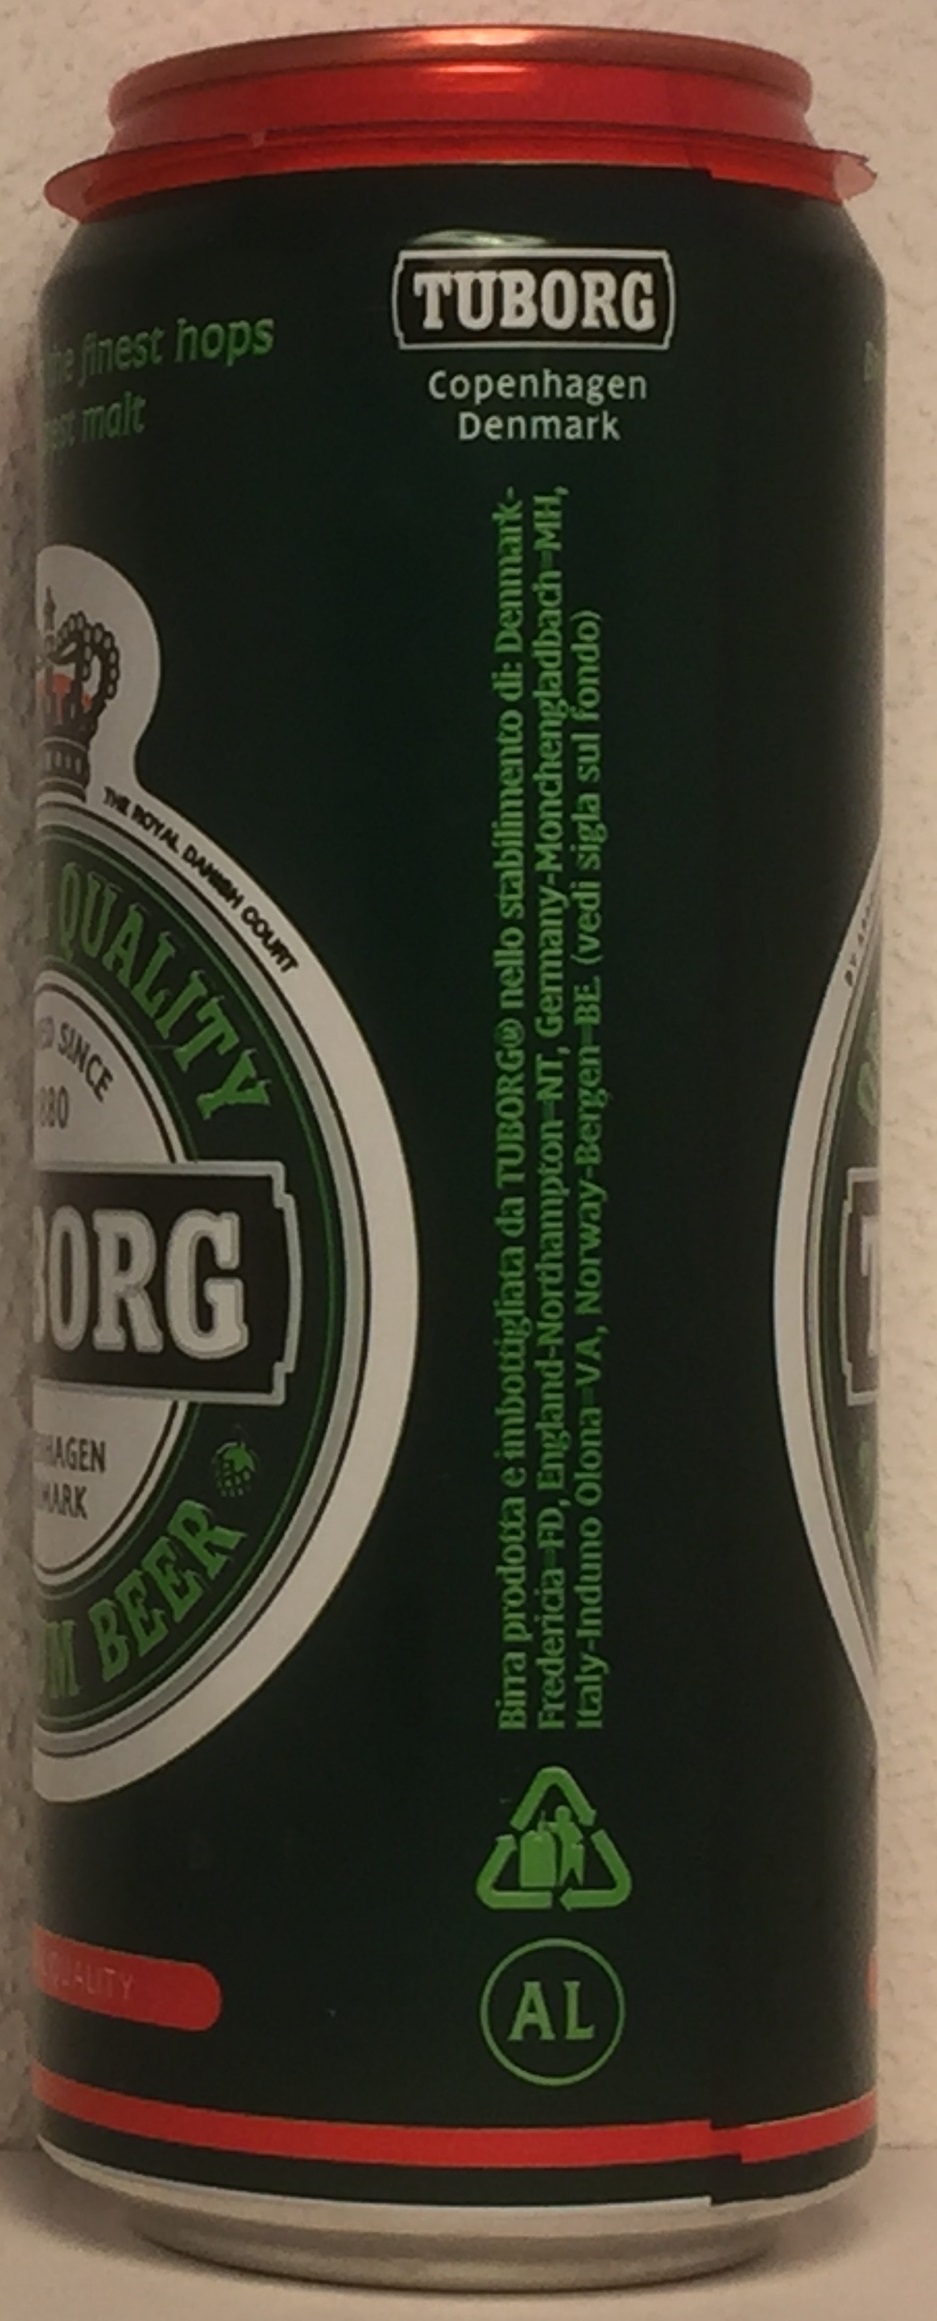 TUBORG
Copenhagen
Denmark
finest hops
malt
THE ROYAL DANISH COURT
QUALITY
SINCE
BORG
BEER
QUALITY
Birra prodotta e imbottigliata da TUBORG® nello stabilimento di: Denmark-
Fredericia=FD, England-Northampton=NT, Germany-Monchengladbach=MH,
Italy-Induno Olona=VA, Norway-Bergen=BE. (vedi sigla sul fondo)
AL